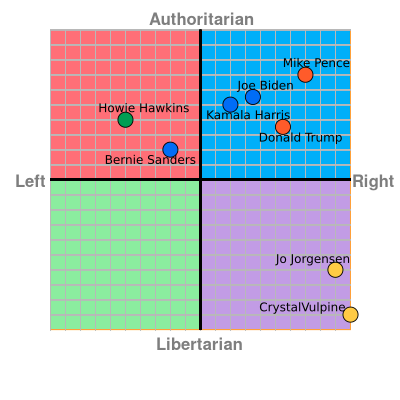 Authoritarian
Mike Pence
Joe Biden
Howie Hawkins
Kamala Harris
Donald Trump
Bernie Sanders
Left
Right
Jo Jorgensen
CrystalVulpine
Libertarian